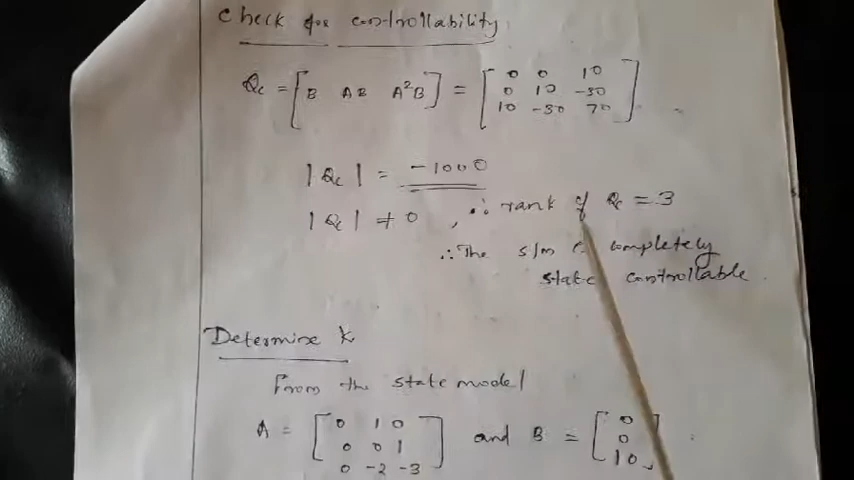 Check for controllability
Qc = [B AB A²B] = [0 0 10
0 10 -30
10 -30 70]
|Qc| = -1000
|Qc| ≠ 0, ∴ rank of Qc = 3
∴ The s/m is completely
state controllable.
Determine K
From the state model
A = [0 1 0
0 0 1
0 -2 -3] and B = [0
0
10]